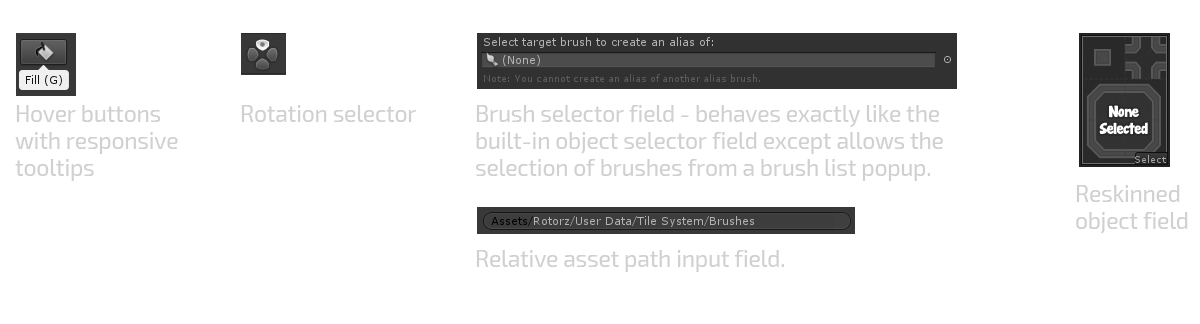 Fill (G)
Hover buttons
with responsive
tooltips
Rotation selector
Select target brush to create an alias of:
(None)
Note: You cannot create an alias of another alias brush.
Brush selector field - behaves exactly like the
built-in object selector field except allows the
selection of brushes from a brush list popup.
Assets/Rotorz/User Data/Tile System/Brushes
Relative asset path input field.
None
Selected
Select
Reskinned
object field